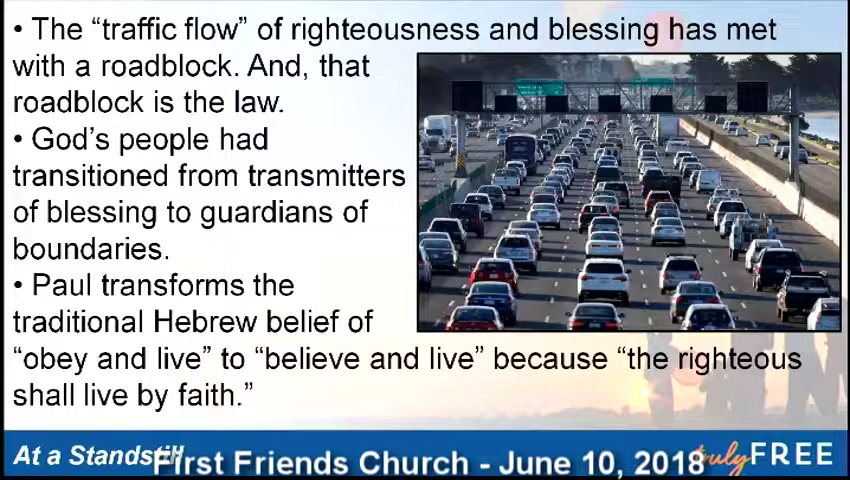 • The “traffic flow” of righteousness and blessing has met
with a roadblock. And, that
roadblock is the law.
• God’s people had
transitioned from transmitters
of blessing to guardians of
boundaries.
• Paul transforms the
traditional Hebrew belief of
“obey and live” to “believe and live” because “the righteous
shall live by faith.”
At a Standstill
First Friends Church - June 10, 2018
truly FREE